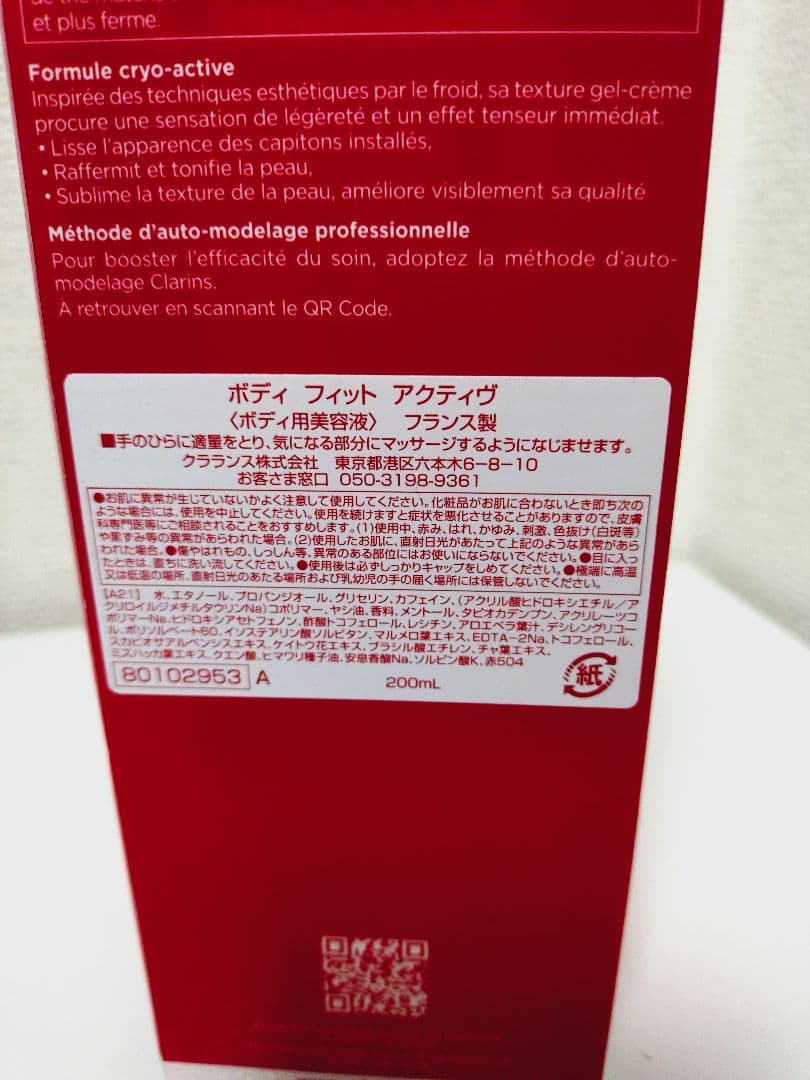 et plus ferme.
Formule cryo-active
Inspirée des techniques esthétiques par le froid, sa texture gel-crème
procure une sensation de légèreté et un effet tenseur immédiat.
• Lisse l'apparence des capitons installés,
• Raffermit et tonifie la peau,
• Sublime la texture de la peau, améliore visiblement sa qualité
Méthode d'auto-modelage professionnelle
Pour booster l'efficacité du soin, adoptez la méthode d'auto-
modelage Clarins.
À retrouver en scannant le QR Code.
ボディ フィット アクティヴ
〈ボディ用美容液〉 フランス製
■手のひらに適量をとり、気になる部分にマッサージするようになじませます。
クラランス株式会社 東京都港区六本木6-8-10
お客さま窓口 050-3198-9361
●お肌に異常が生じていないかよく注意して使用してください。化粧品がお肌に合わないとき即ち次の
ような場合には、使用を中止してください。使用を続けますと症状を悪化させることがありますので、皮膚
科専門医等にご相談されることをおすすめします。(1)使用中、赤み、はれ、かゆみ、刺激、色抜け(白斑等)
や黒ずみ等の異常があらわれた場合。(2)使用したお肌に、直射日光があたって上記のような異常があら
われた場合。●傷やはれもの、しっしん等、異常のある部位にはお使いにならないでください。●目に入っ
たときは、直ちに洗い流してください。●使用後は必ずしっかりキャップをしめてください。●極端に高温
又は低温の場所、直射日光のあたる場所および乳幼児の手の届く場所には保管しないでください。
[A21] 水、エタノール、プロパンジオール、グリセリン、カフェイン、(アクリル酸ヒドロキシエチル/ア
クリロイルジメチルタウリンNa)コポリマー、ヤシ油、香料、メントール、タピオカデンプン、アクリレーツコ
ポリマーNa、ヒドロキシアセトフェノン、酢酸トコフェロール、レシチン、アロエベラ葉汁、デシレングリコー
ル、ポリソルベート60、イソステアリン酸ソルビタン、マルメロ葉エキス、EDTA-2Na、トコフェロール、
スカビオサアルベンシスエキス、ケイトウ花エキス、ブラシル酸エチレン、チャ葉エキス、
ミズハッカ葉エキス、クエン酸、ヒマワリ種子油、安息香酸Na、ソルビン酸K、赤504
80102953 A 200mL
紙